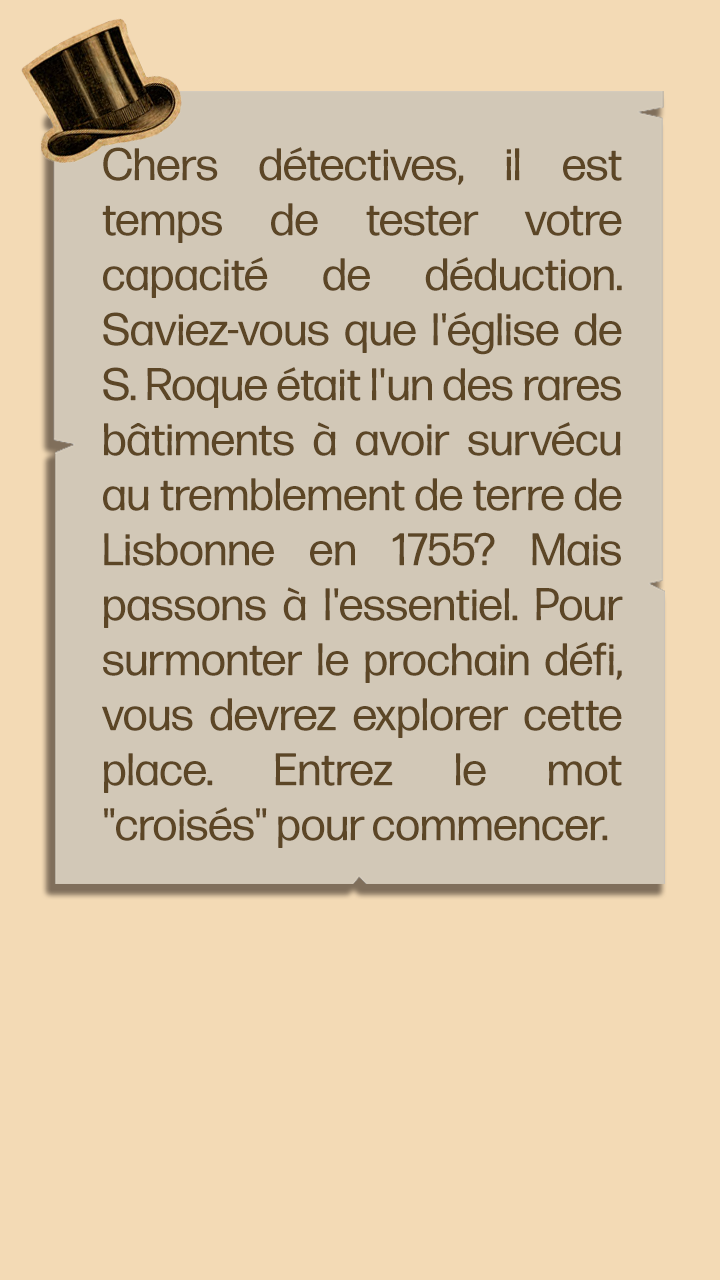 Chers détectives, il est
temps de tester votre
capacité de déduction.
Saviez-vous que l'église de
S. Roque était l'un des rares
bâtiments à avoir survécu
au tremblement de terre de
Lisbonne en 1755? Mais
passons à l'essentiel. Pour
surmonter le prochain défi,
vous devrez explorer cette
place. Entrez le mot
"croisés" pour commencer.